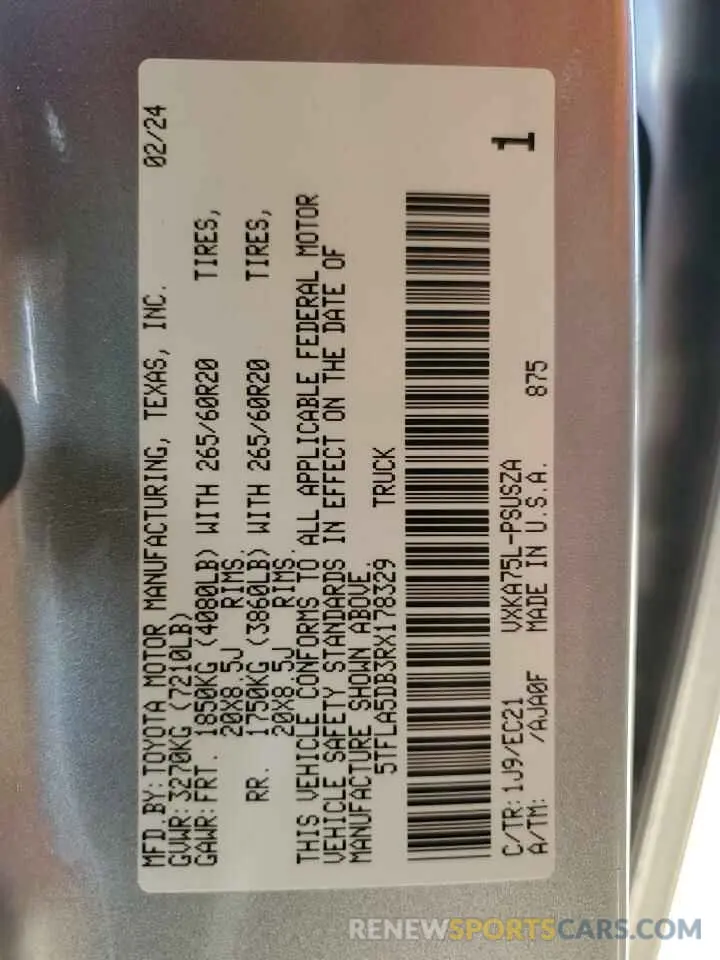 MFD.BY:TOYOTA MOTOR MANUFACTURING, TEXAS, INC. 02/24
GVWR:3270KG (7210LB)
GAWR:FRT. 1850KG (4080LB) WITH 265/60R20 TIRES,
20X8.5J RIMS.
RR. 1750KG (3860LB) WITH 265/60R20 TIRES,
20X8.5J RIMS.
THIS VEHICLE CONFORMS TO ALL APPLICABLE FEDERAL MOTOR
VEHICLE SAFETY STANDARDS IN EFFECT ON THE DATE OF
MANUFACTURE SHOWN ABOVE.
5TFLA5DB3RX178329 TRUCK
C/TR:1J9/EC21 VXKA75L-PSUSZA
A/TM: /AJA0F MADE IN U.S.A. 875
1
RENEWSPORTSCARS.COM